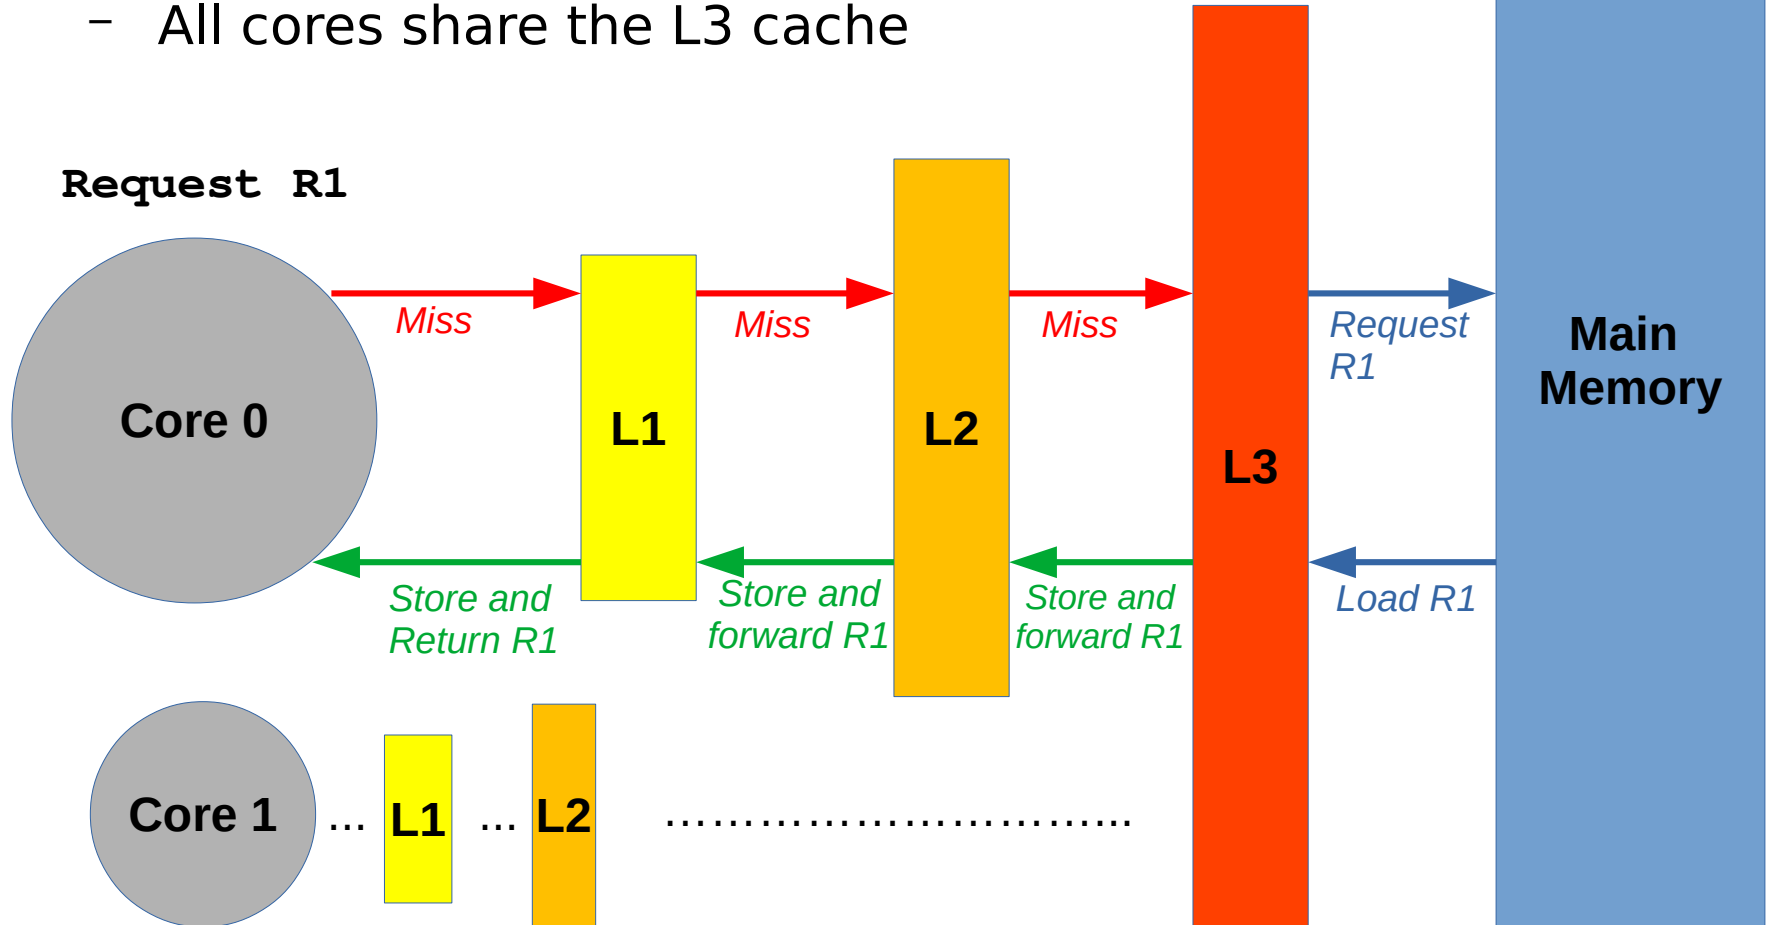 – All cores share the L3 cache
Request R1
Miss
Miss
Miss
Request
R1
Main
Memory
Core 0
L1
L2
L3
Store and
Return R1
Store and
forward R1
Store and
forward R1
Load R1
Core 1
...
L1
...
L2
…………………………...